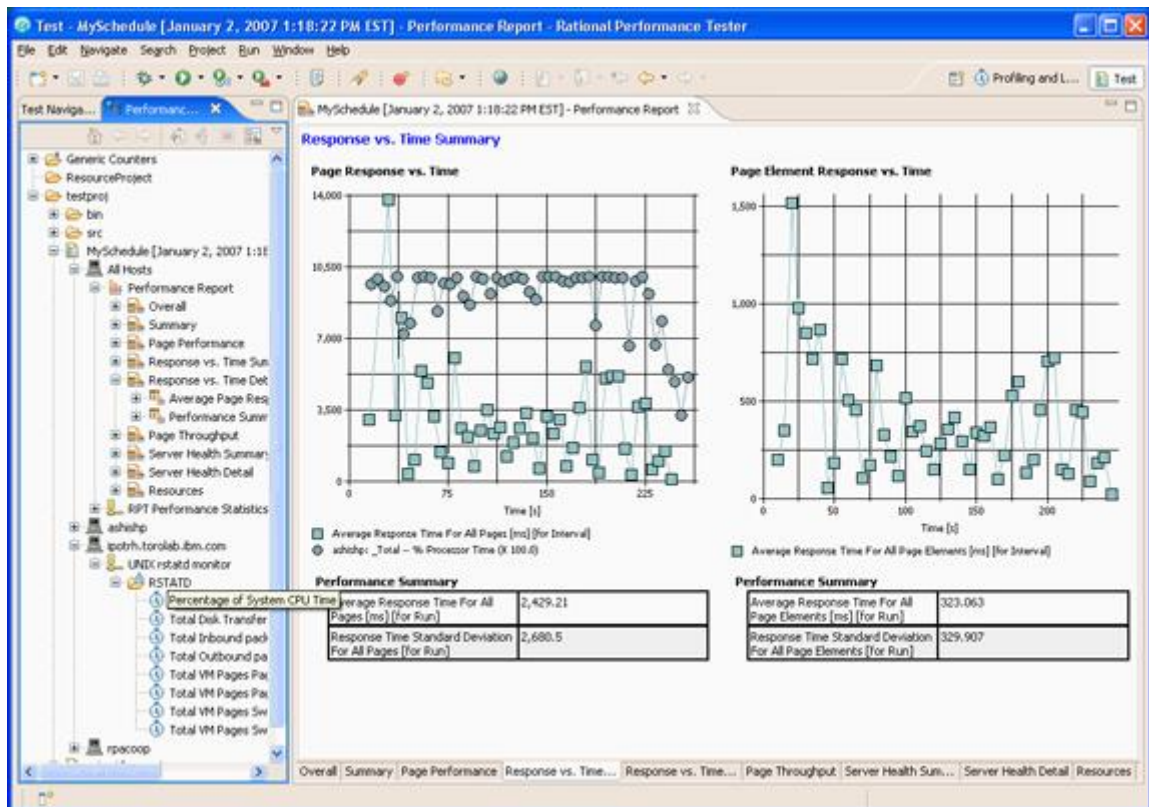 Test - MySchedule [January 2, 2007 1:18:22 PM EST] - Performance Report - Rational Performance Tester
File Edit Navigate Search Project Run Window Help
Profiling and L... Test
Test Naviga... Performanc...
MySchedule [January 2, 2007 1:18:22 PM EST] - Performance Report
Generic Counters
ResourceProject
testproj
bin
src
MySchedule [January 2, 2007 1:18
All Hosts
Performance Report
Overall
Summary
Page Performance
Response vs. Time Sum
Response vs. Time Det
Average Page Resp
Performance Summ
Page Throughput
Server Health Summary
Server Health Detail
Resources
RPT Performance Statistics
ashishp
ipotrh.torolab.ibm.com
UNIX rstatd monitor
RSTATD
Percentage of System CPU Time
Total Disk Transfer
Total Inbound pack
Total Outbound pa
Total VM Pages Pag
Total VM Pages Pag
Total VM Pages Sw
Total VM Pages Sw
rpacoop
Response vs. Time Summary
Page Response vs. Time
14,000
10,500
7,000
3,500
0
0 75 150 225
Time [s]
Average Response Time For All Pages [ms] [for Interval]
ashishp: _Total -- % Processor Time (X 100.0)
Performance Summary
Average Response Time For All Pages [ms] [for Run] 2,429.21
Response Time Standard Deviation For All Pages [for Run] 2,680.5
Page Element Response vs. Time
1,500
1,000
500
0
0 50 100 150 200
Time [s]
Average Response Time For All Page Elements [ms] [for Interval]
Performance Summary
Average Response Time For All Page Elements [ms] [for Run] 323.063
Response Time Standard Deviation For All Page Elements [for Run] 329.907
Overall Summary Page Performance Response vs. Time... Response vs. Time... Page Throughput Server Health Sum... Server Health Detail Resources